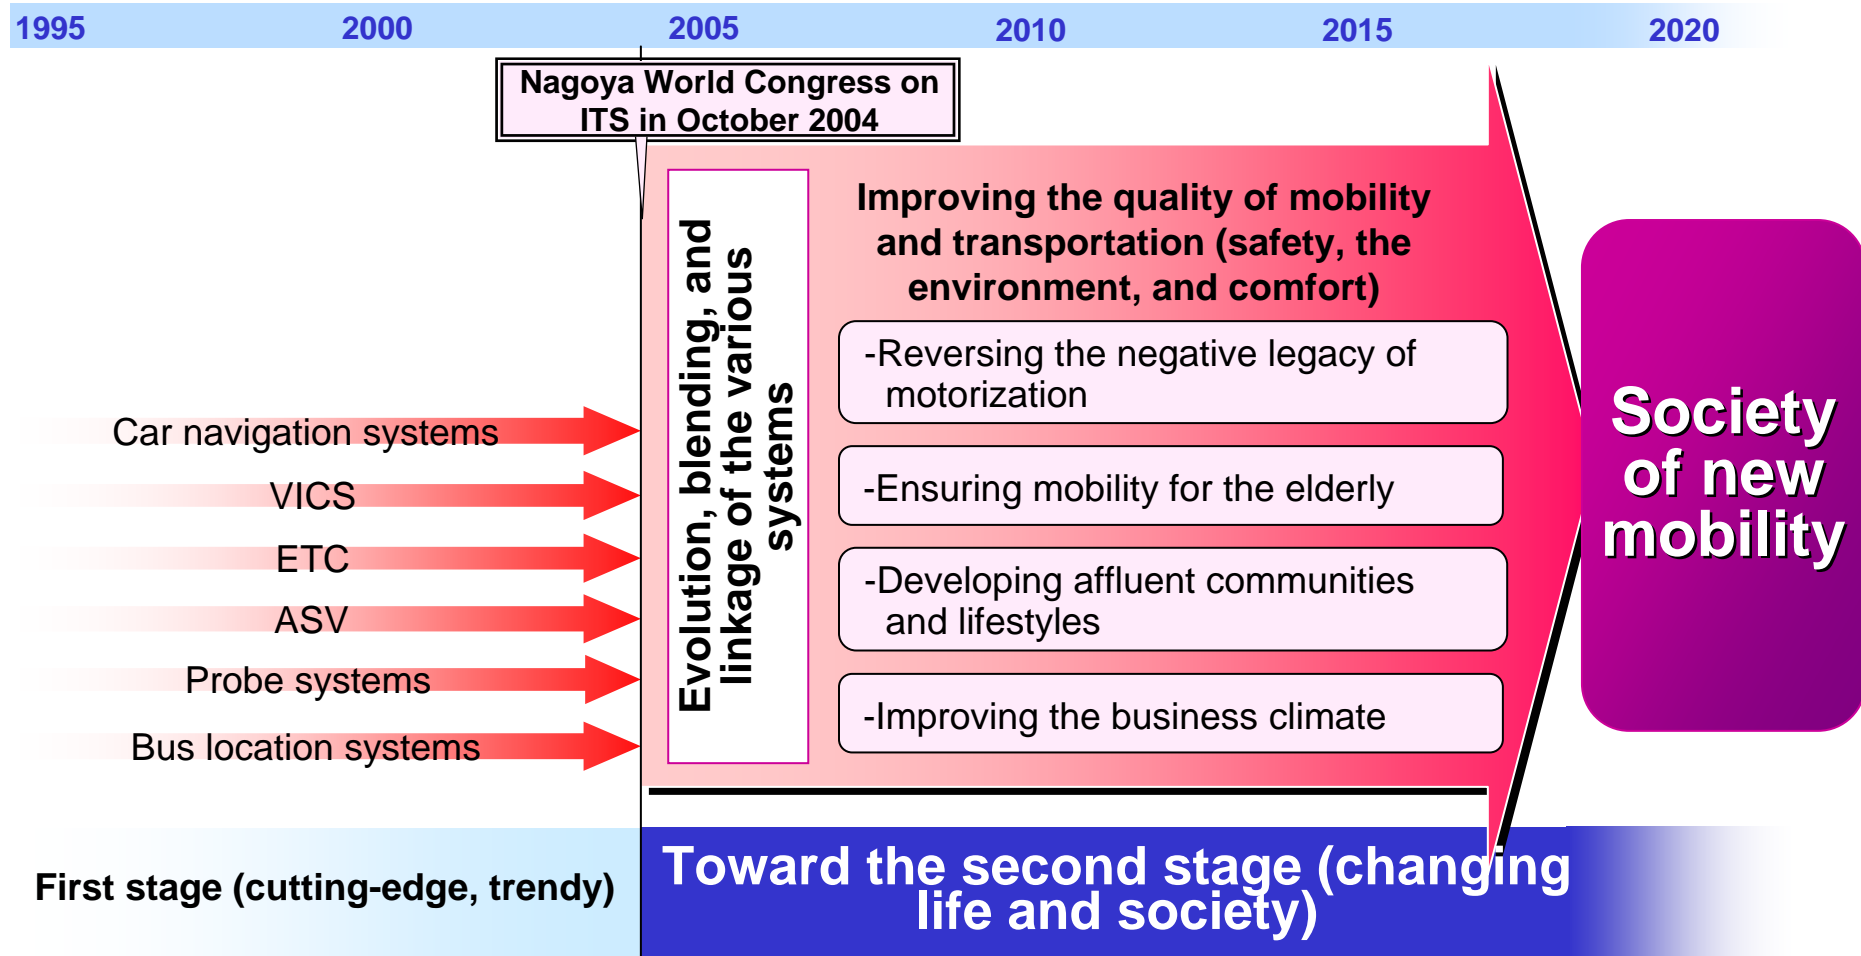 1995 2000 2005 2010 2015 2020
Nagoya World Congress on
ITS in October 2004
Car navigation systems
VICS
ETC
ASV
Probe systems
Bus location systems
Evolution, blending, and
linkage of the various
systems
Improving the quality of mobility
and transportation (safety, the
environment, and comfort)
-Reversing the negative legacy of
motorization
-Ensuring mobility for the elderly
-Developing affluent communities
and lifestyles
-Improving the business climate
Society
of new
mobility
First stage (cutting-edge, trendy)
Toward the second stage (changing
life and society)